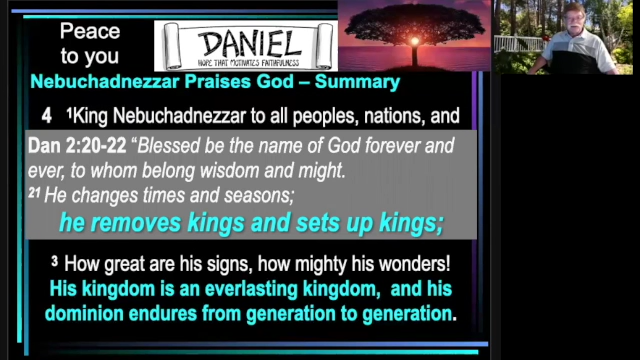 Peace
to you
DANIEL
HOPE THAT MOTIVATES FAITHFULNESS
Nebuchadnezzar Praises God – Summary
4 ¹King Nebuchadnezzar to all peoples, nations, and
Dan 2:20-22 “Blessed be the name of God forever and
ever, to whom belong wisdom and might.
²¹ He changes times and seasons;
he removes kings and sets up kings;
³ How great are his signs, how mighty his wonders!
His kingdom is an everlasting kingdom, and his
dominion endures from generation to generation.